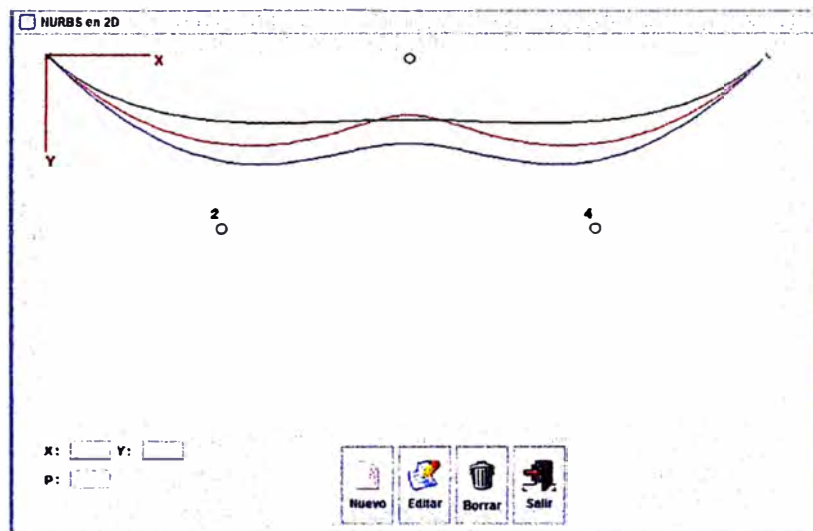 NURBS en 2D
X
Y
2 4
X: Y:
P:
Nuevo Editar Borrar Salir